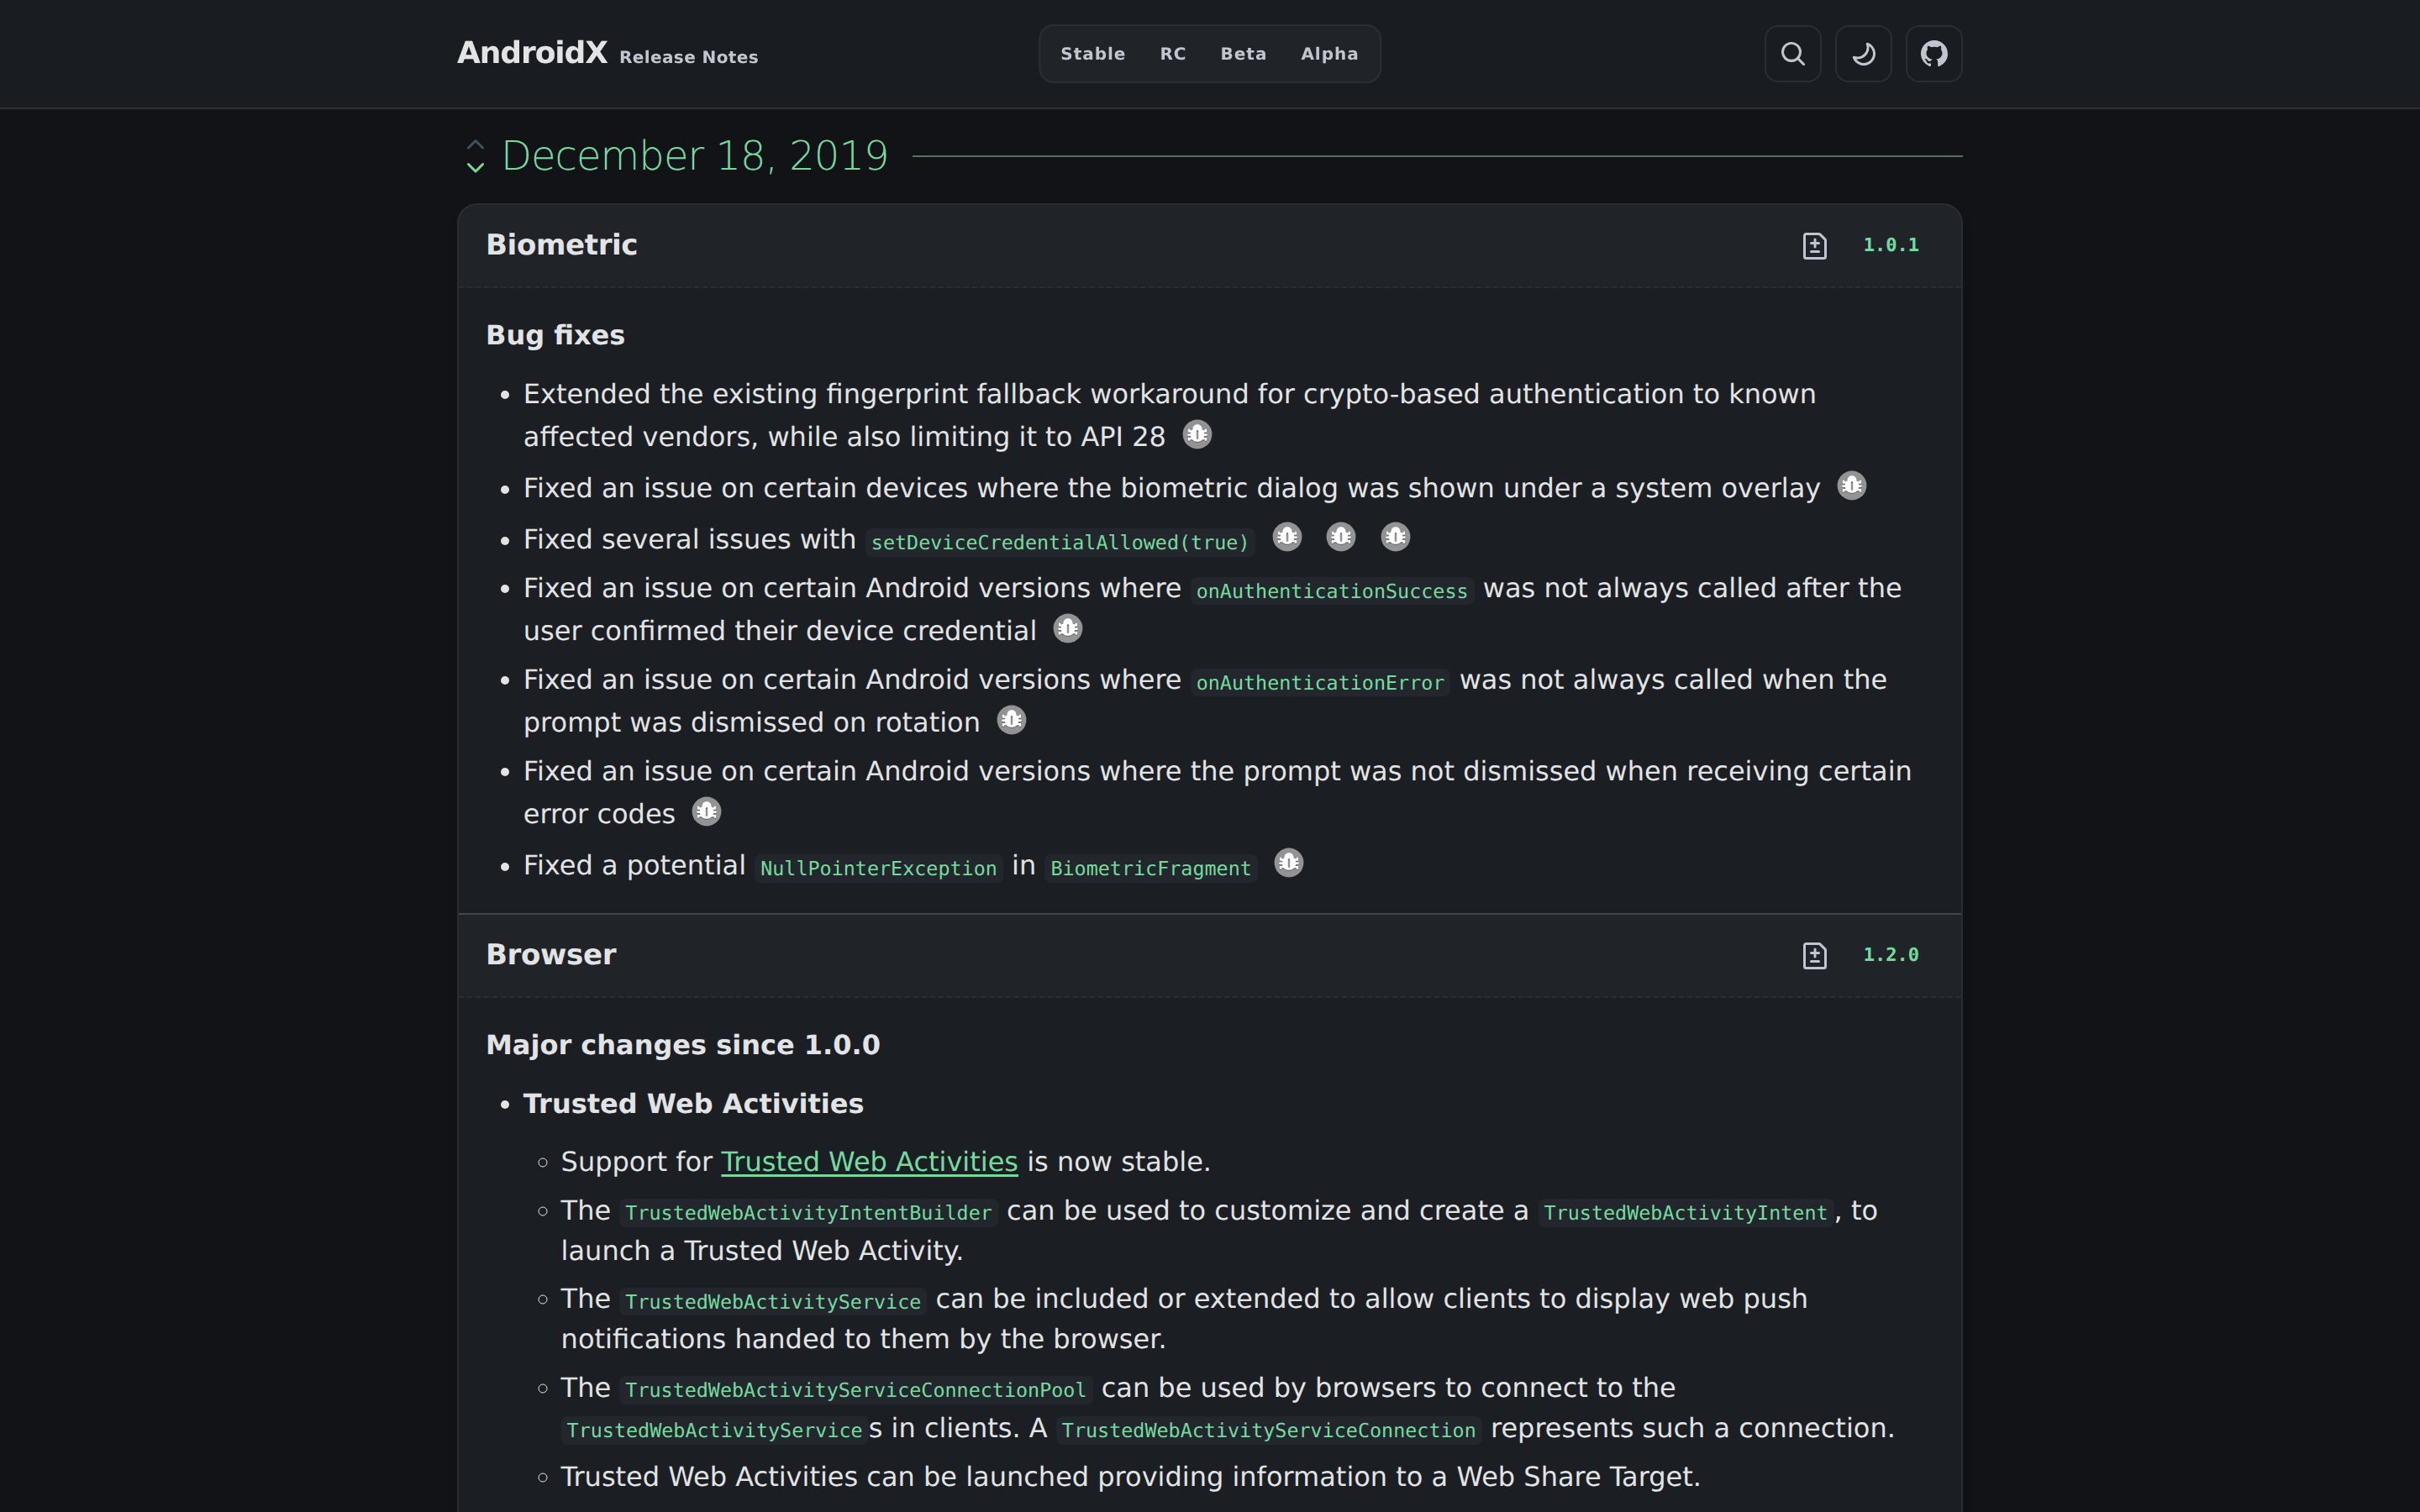 AndroidX Release Notes
Stable RC Beta Alpha
December 18, 2019
Biometric
1.0.1
Bug fixes
• Extended the existing fingerprint fallback workaround for crypto-based authentication to known
affected vendors, while also limiting it to API 28
• Fixed an issue on certain devices where the biometric dialog was shown under a system overlay
• Fixed several issues with setDeviceCredentialAllowed(true)
• Fixed an issue on certain Android versions where onAuthenticationSuccess was not always called after the
user confirmed their device credential
• Fixed an issue on certain Android versions where onAuthenticationError was not always called when the
prompt was dismissed on rotation
• Fixed an issue on certain Android versions where the prompt was not dismissed when receiving certain
error codes
• Fixed a potential NullPointerException in BiometricFragment
Browser
1.2.0
Major changes since 1.0.0
• Trusted Web Activities
◦ Support for Trusted Web Activities is now stable.
◦ The TrustedWebActivityIntentBuilder can be used to customize and create a TrustedWebActivityIntent, to
launch a Trusted Web Activity.
◦ The TrustedWebActivityService can be included or extended to allow clients to display web push
notifications handed to them by the browser.
◦ The TrustedWebActivityServiceConnectionPool can be used by browsers to connect to the
TrustedWebActivityServices in clients. A TrustedWebActivityServiceConnection represents such a connection.
◦ Trusted Web Activities can be launched providing information to a Web Share Target.